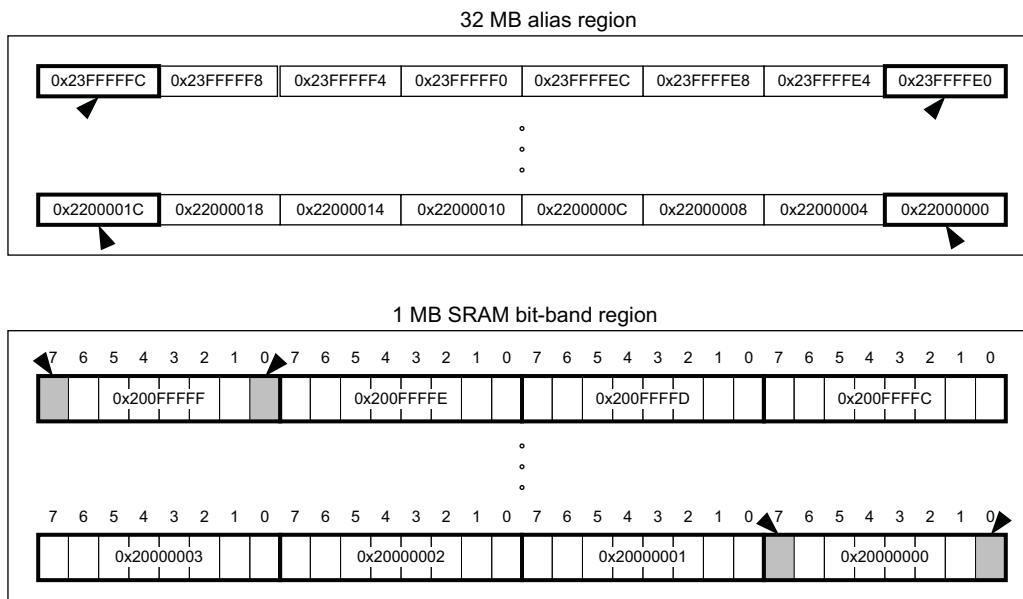 32 MB alias region
0x23FFFFFC 0x23FFFFF8 0x23FFFFF4 0x23FFFFF0 0x23FFFFEC 0x23FFFFE8 0x23FFFFE4 0x23FFFFE0
0x2200001C 0x22000018 0x22000014 0x22000010 0x2200000C 0x22000008 0x22000004 0x22000000
1 MB SRAM bit-band region
7 6 5 4 3 2 1 0 7 6 5 4 3 2 1 0 7 6 5 4 3 2 1 0 7 6 5 4 3 2 1 0
0x200FFFFF 0x200FFFFE 0x200FFFFD 0x200FFFFC
7 6 5 4 3 2 1 0 7 6 5 4 3 2 1 0 7 6 5 4 3 2 1 0 7 6 5 4 3 2 1 0
0x20000003 0x20000002 0x20000001 0x20000000